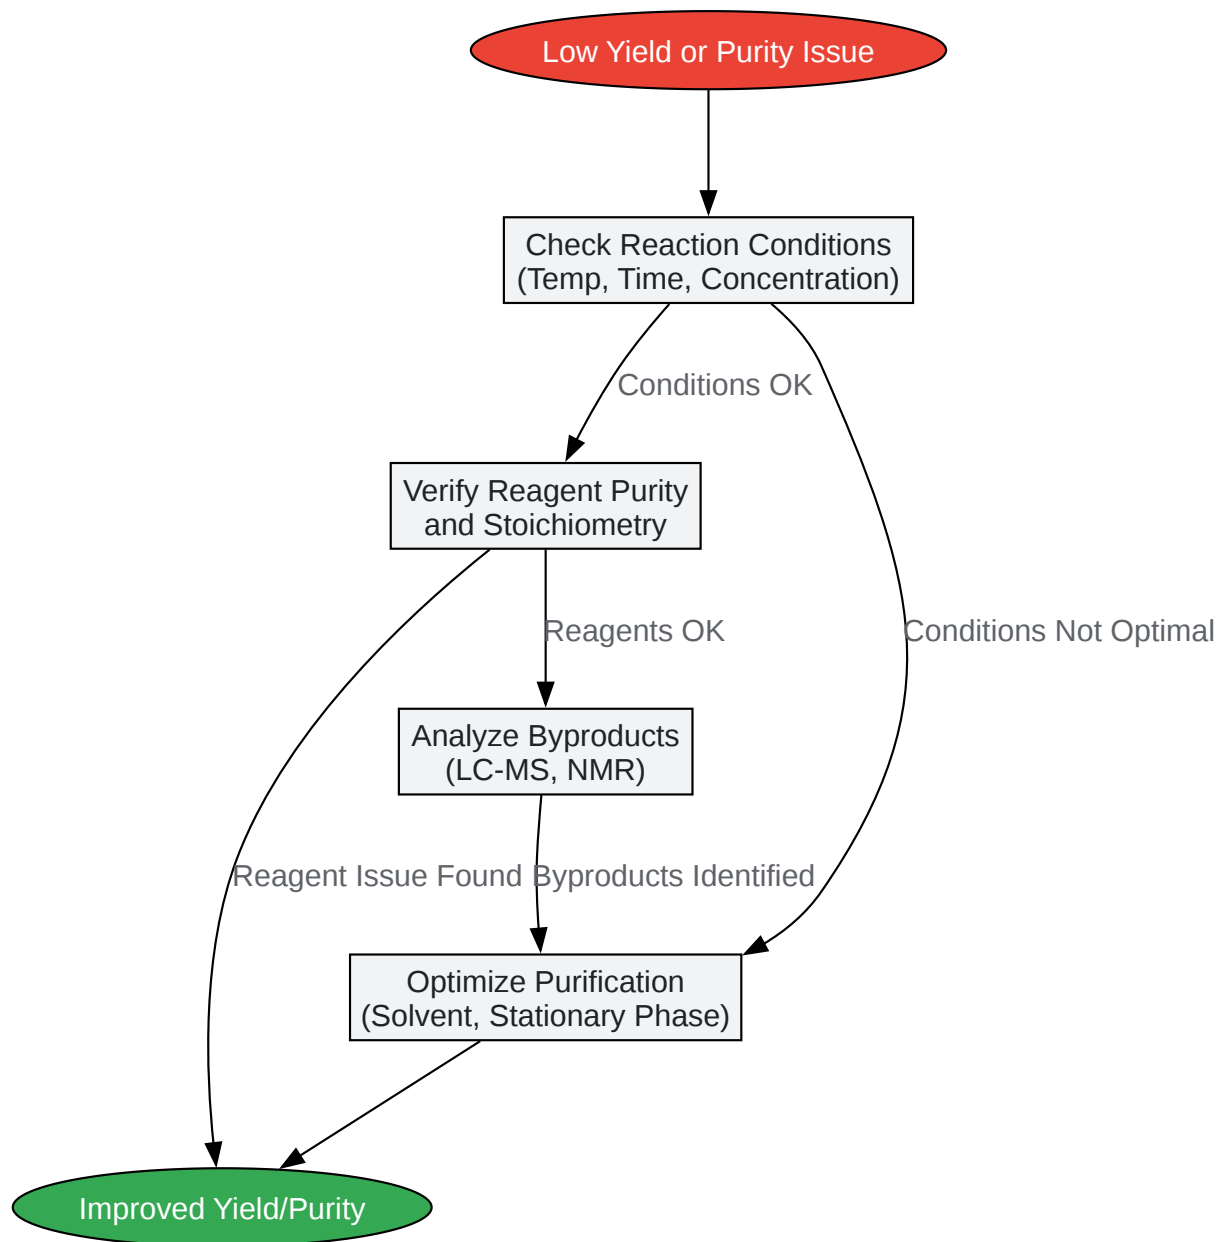 Low Yield or Purity Issue
Check Reaction Conditions
(Temp, Time, Concentration)
Conditions OK
Verify Reagent Purity
and Stoichiometry
Reagents OK
Conditions Not Optimal
Analyze Byproducts
(LC-MS, NMR)
Reagent Issue Found
Byproducts Identified
Optimize Purification
(Solvent, Stationary Phase)
Improved Yield/Purity